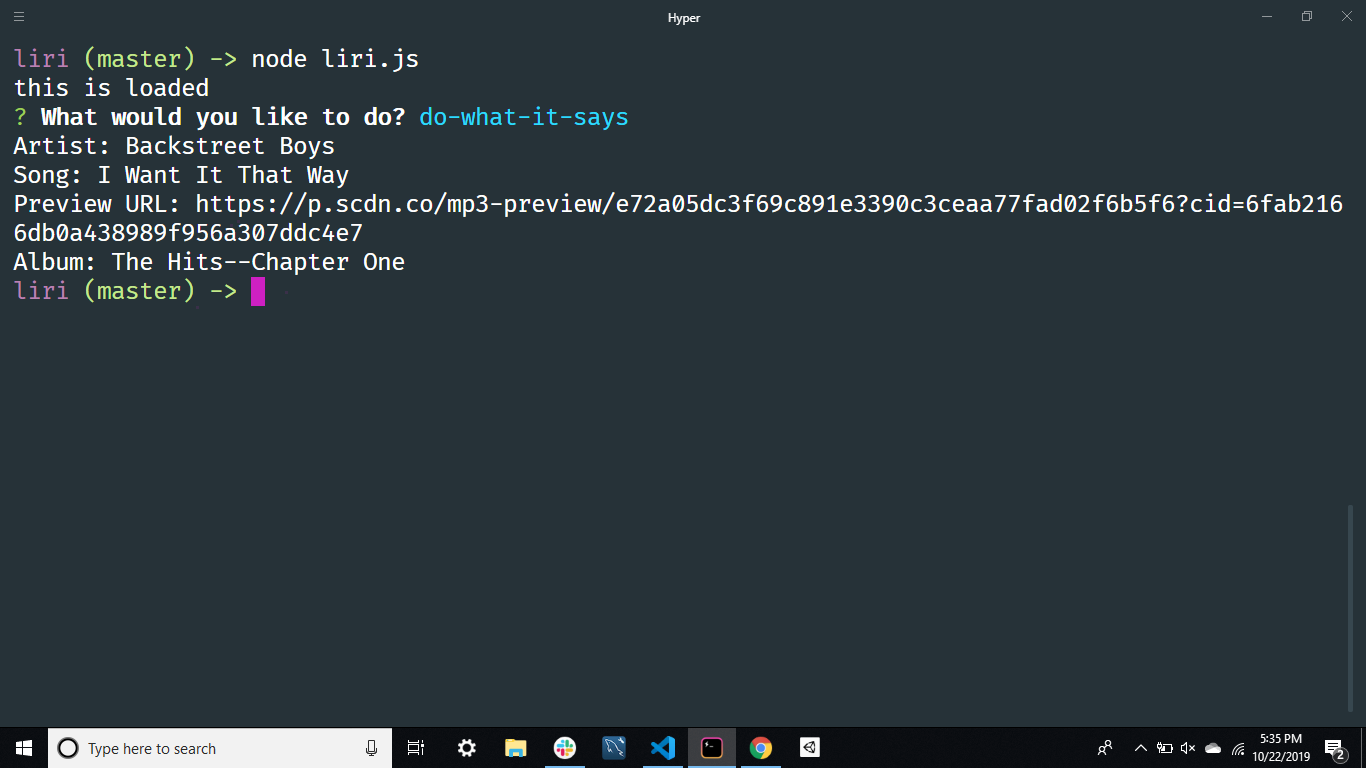 Hyper
liri (master) -> node liri.js
this is loaded
? What would you like to do? do-what-it-says
Artist: Backstreet Boys
Song: I Want It That Way
Preview URL: https://p.scdn.co/mp3-preview/e72a05dc3f69c891e3390c3ceaa77fad02f6b5f6?cid=6fab216
6db0a438989f956a307ddc4e7
Album: The Hits--Chapter One
liri (master) ->
Type here to search
5:35 PM
10/22/2019
2